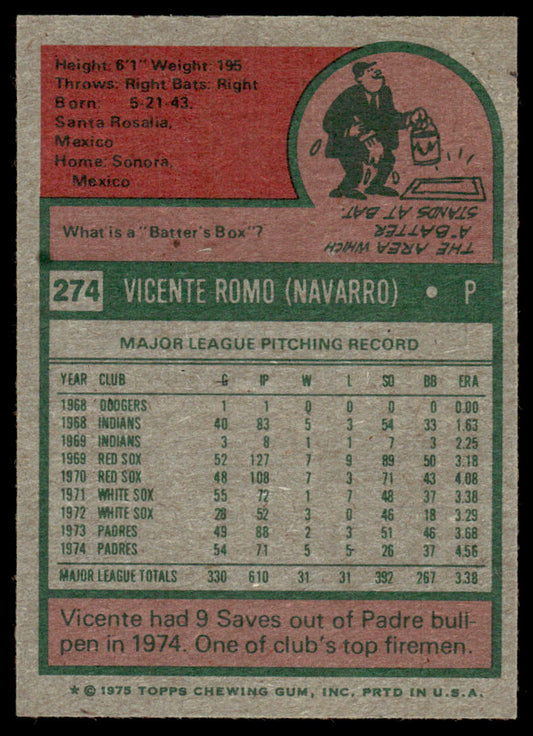 Height: 6'1" Weight: 195
Throws: Right Bats: Right
Born: 5-21-43,
Santa Rosalia,
Mexico
Home: Sonora,
Mexico
What is a "Batter's Box"?
THE AREA WHICH
A BATTER
STANDS AT BAT.
274 VICENTE ROMO (NAVARRO) • P
MAJOR LEAGUE PITCHING RECORD
YEAR CLUB G IP W L SO BB ERA
1968 DODGERS 1 1 0 0 0 0 0.00
1968 INDIANS 40 83 5 3 54 33 1.63
1969 INDIANS 3 8 1 1 7 3 2.25
1969 RED SOX 52 127 7 9 89 50 3.18
1970 RED SOX 48 108 7 3 71 43 4.08
1971 WHITE SOX 55 72 1 7 48 37 3.38
1972 WHITE SOX 28 52 3 0 46 18 3.29
1973 PADRES 49 88 2 3 51 46 3.68
1974 PADRES 54 71 5 5 26 37 4.56
MAJOR LEAGUE TOTALS 330 610 31 31 392 267 3.38
Vicente had 9 Saves out of Padre bull-
pen in 1974. One of club's top firemen.
* © 1975 TOPPS CHEWING GUM, INC. PRTD IN U.S.A.